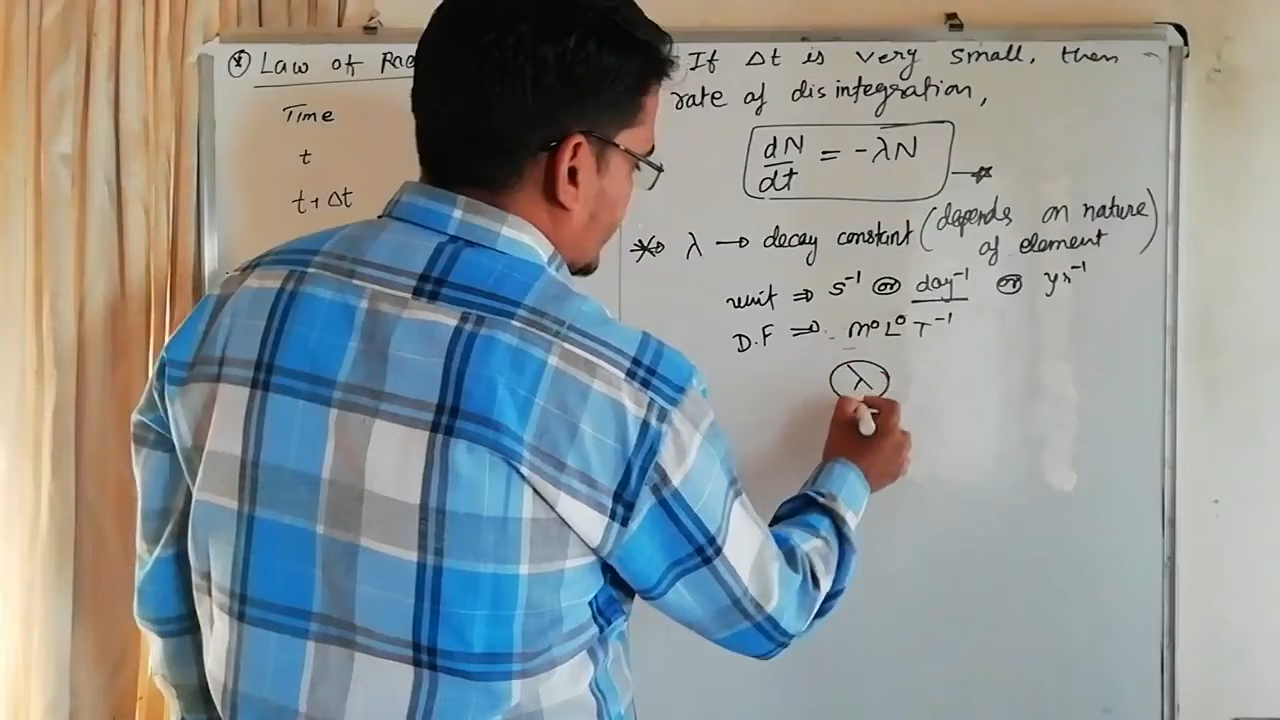 Law of Rad
Time
t
t+Δt
If Δt is very small, then
rate of disintegration,
dN/dt = -λN
λ → decay constant (depends on nature of element)
unit ⇒ s⁻¹ or day⁻¹ or yr⁻¹
D.F ⇒ M⁰L⁰T⁻¹
λ